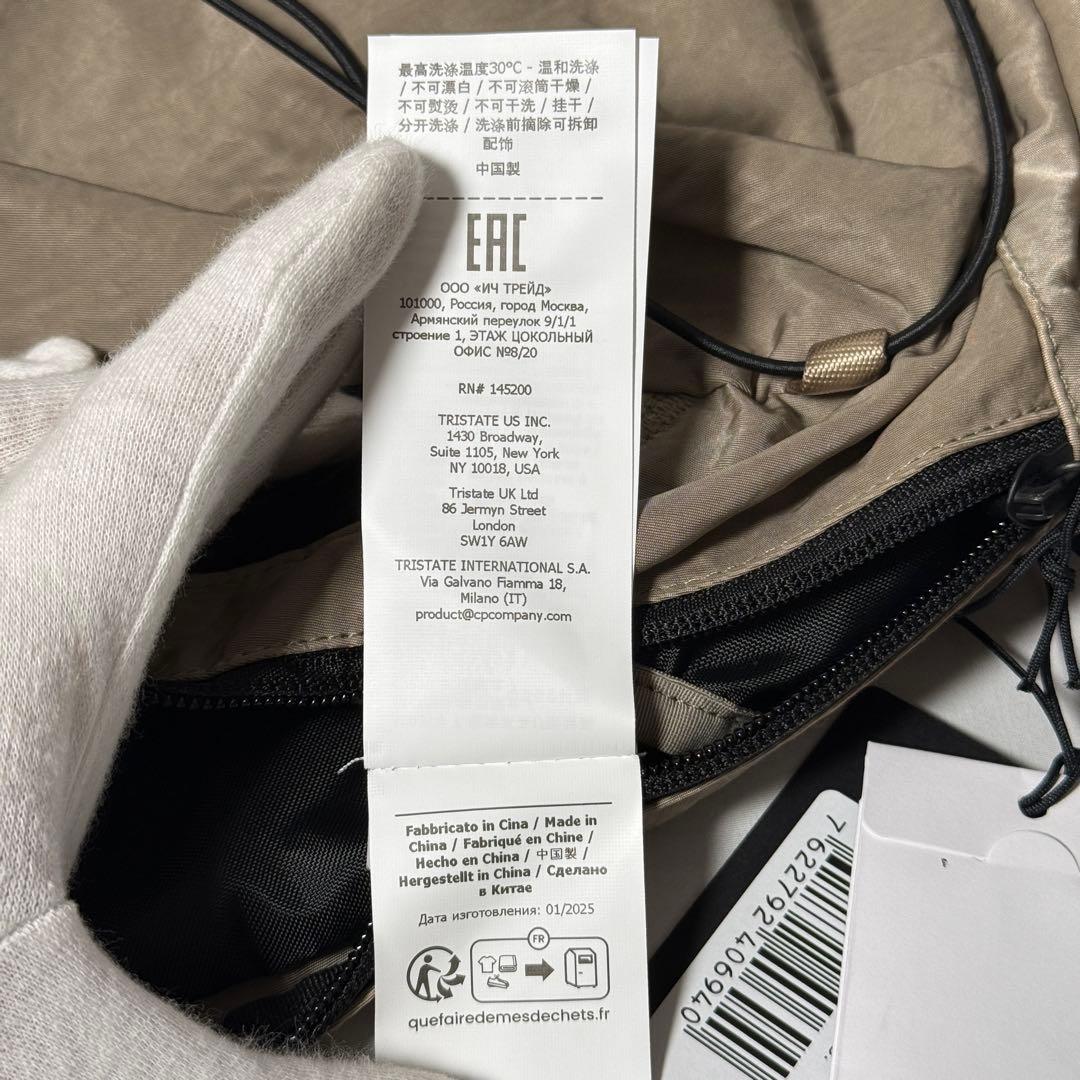 最高洗涤温度30°C - 温和洗涤
/ 不可漂白 / 不可滚筒干燥 /
不可熨烫 / 不可干洗 / 挂干 /
分开洗涤 / 洗涤前摘除可拆卸
配饰
中国製
EAC
ООО «ИЧ ТРЕЙД»
101000, Россия, город Москва,
Армянский переулок 9/1/1
строение 1, ЭТАЖ ЦОКОЛЬНЫЙ
ОФИС №8/20
RN# 145200
TRISTATE US INC.
1430 Broadway,
Suite 1105, New York
NY 10018, USA
Tristate UK Ltd
86 Jermyn Street
London
SW1Y 6AW
TRISTATE INTERNATIONAL S.A.
Via Galvano Fiamma 18,
Milano (IT)
product@cpcompany.com
Fabbricato in Cina / Made in
China / Fabriqué en Chine /
Hecho en China / 中国製 /
Hergestellt in China / Сделано
в Китае
Дата изготовления: 01/2025
FR
quefairedemesdechets.fr
7 622792 406940